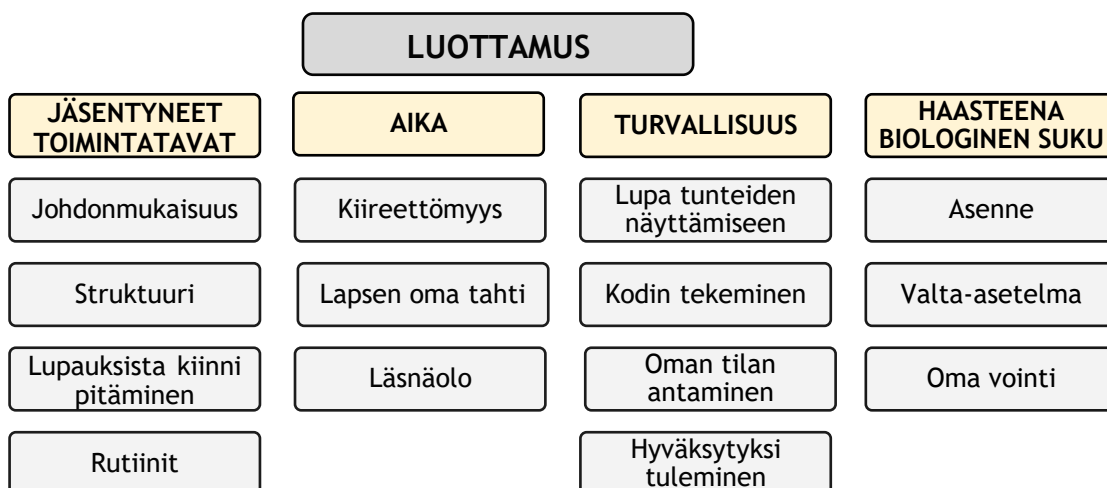 LUOTTAMUS
JÄSENTYNEET
TOIMINTATAVAT
Johdonmukaisuus
Struktuuri
Lupauksista kiinni
pitäminen
Rutiinit
AIKA
Kiireettömyys
Lapsen oma tahti
Läsnäolo
TURVALLISUUS
Lupa tunteiden
näyttämiseen
Kodin tekeminen
Oman tilan
antaminen
Hyväksytyksi
tuleminen
HAASTEENA
BIOLOGINEN SUKU
Asenne
Valta-asetelma
Oma vointi